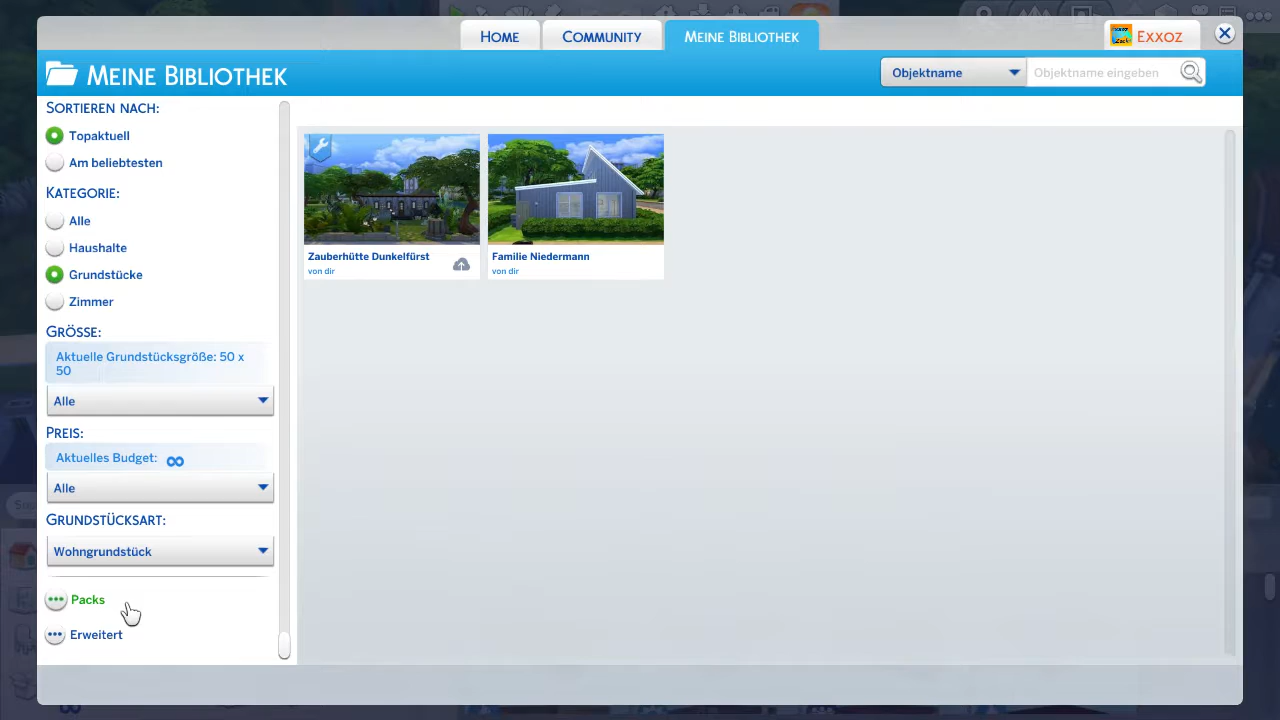 HOME
COMMUNITY
MEINE BIBLIOTHEK
EXXOZ
MEINE BIBLIOTHEK
Objektname
Objektname eingeben
SORTIEREN NACH:
Topaktuell
Am beliebtesten
KATEGORIE:
Alle
Haushalte
Grundstücke
Zimmer
GRÖSSE:
Aktuelle Grundstücksgröße: 50 x
50
Alle
PREIS:
Aktuelles Budget: ∞
Alle
GRUNDSTÜCKSART:
Wohngrundstück
Packs
Erweitert
Zauberhütte Dunkelfürst
von dir
Familie Niedermann
von dir